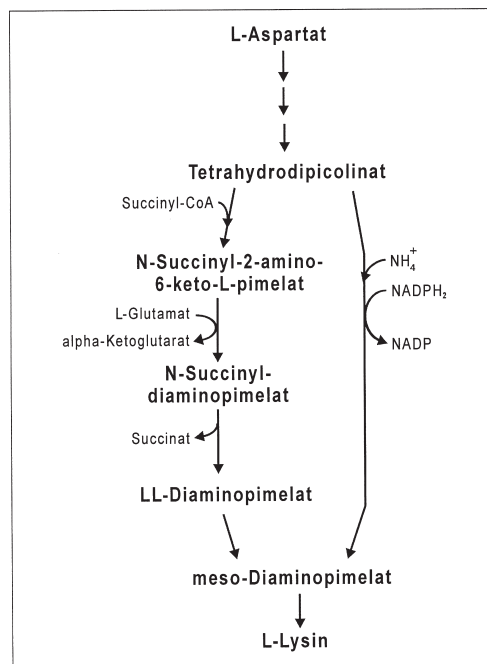 L-Aspartat
Tetrahydrodipicolinat
Succinyl-CoA
N-Succinyl-2-amino-
6-keto-L-pimelat
L-Glutamat
alpha-Ketoglutarat
N-Succinyl-
diaminopimelat
Succinat
LL-Diaminopimelat
NH₄⁺
NADPH₂
NADP
meso-Diaminopimelat
L-Lysin